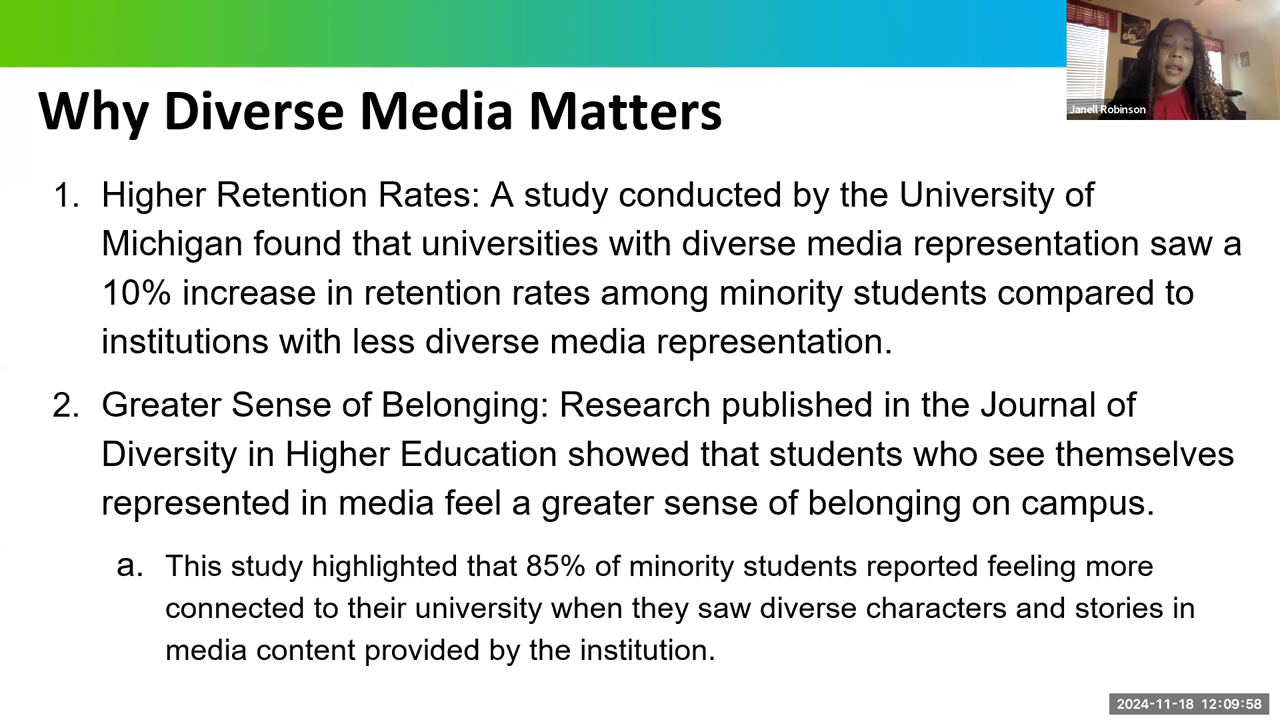 Why Diverse Media Matters
Janell Robinson
1. Higher Retention Rates: A study conducted by the University of
Michigan found that universities with diverse media representation saw a
10% increase in retention rates among minority students compared to
institutions with less diverse media representation.
2. Greater Sense of Belonging: Research published in the Journal of
Diversity in Higher Education showed that students who see themselves
represented in media feel a greater sense of belonging on campus.
a. This study highlighted that 85% of minority students reported feeling more
connected to their university when they saw diverse characters and stories in
media content provided by the institution.
2024-11-18 12:09:58